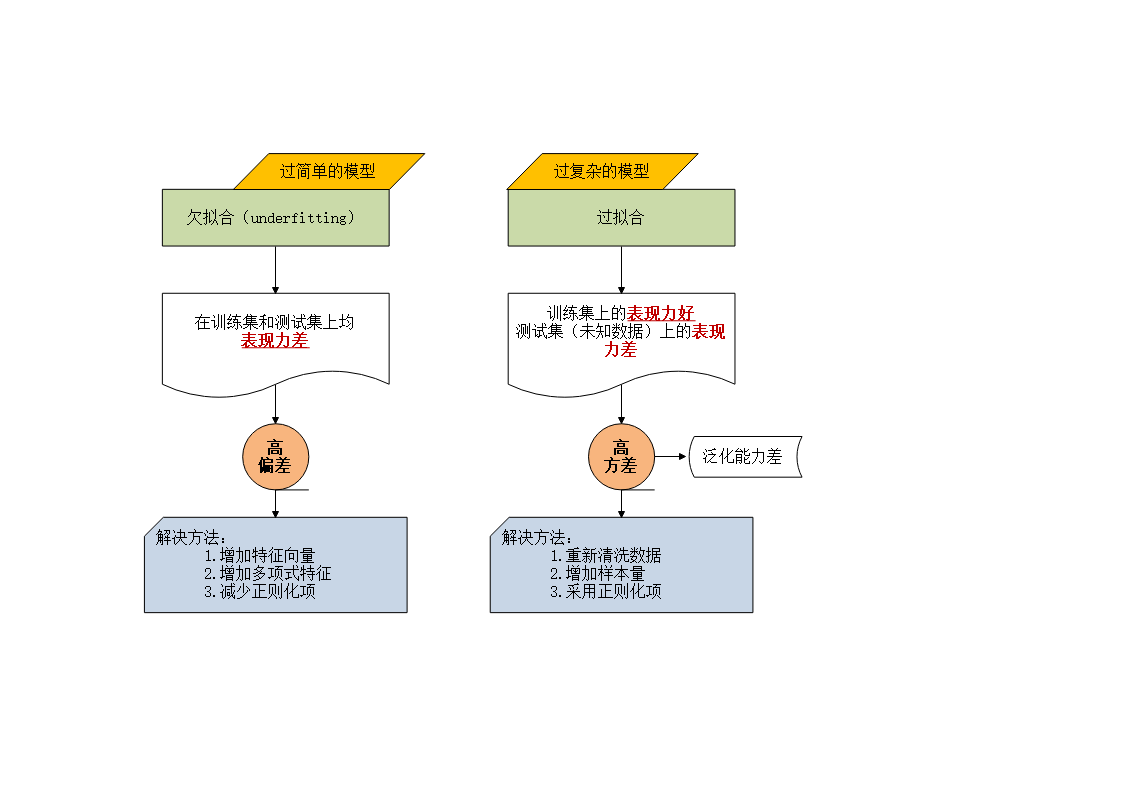 过简单的模型
欠拟合（underfitting）
在训练集和测试集上均
表现力差
高
偏差
解决方法：
1.增加特征向量
2.增加多项式特征
3.减少正则化项
过复杂的模型
过拟合
训练集上的表现力好
测试集（未知数据）上的表现
力差
高
方差
泛化能力差
解决方法：
1.重新清洗数据
2.增加样本量
3.采用正则化项